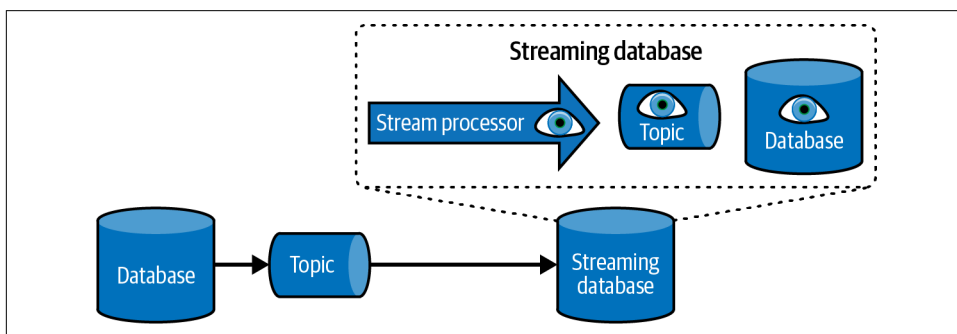 Streaming database
Stream processor
Topic
Database
Database
Topic
Streaming
database